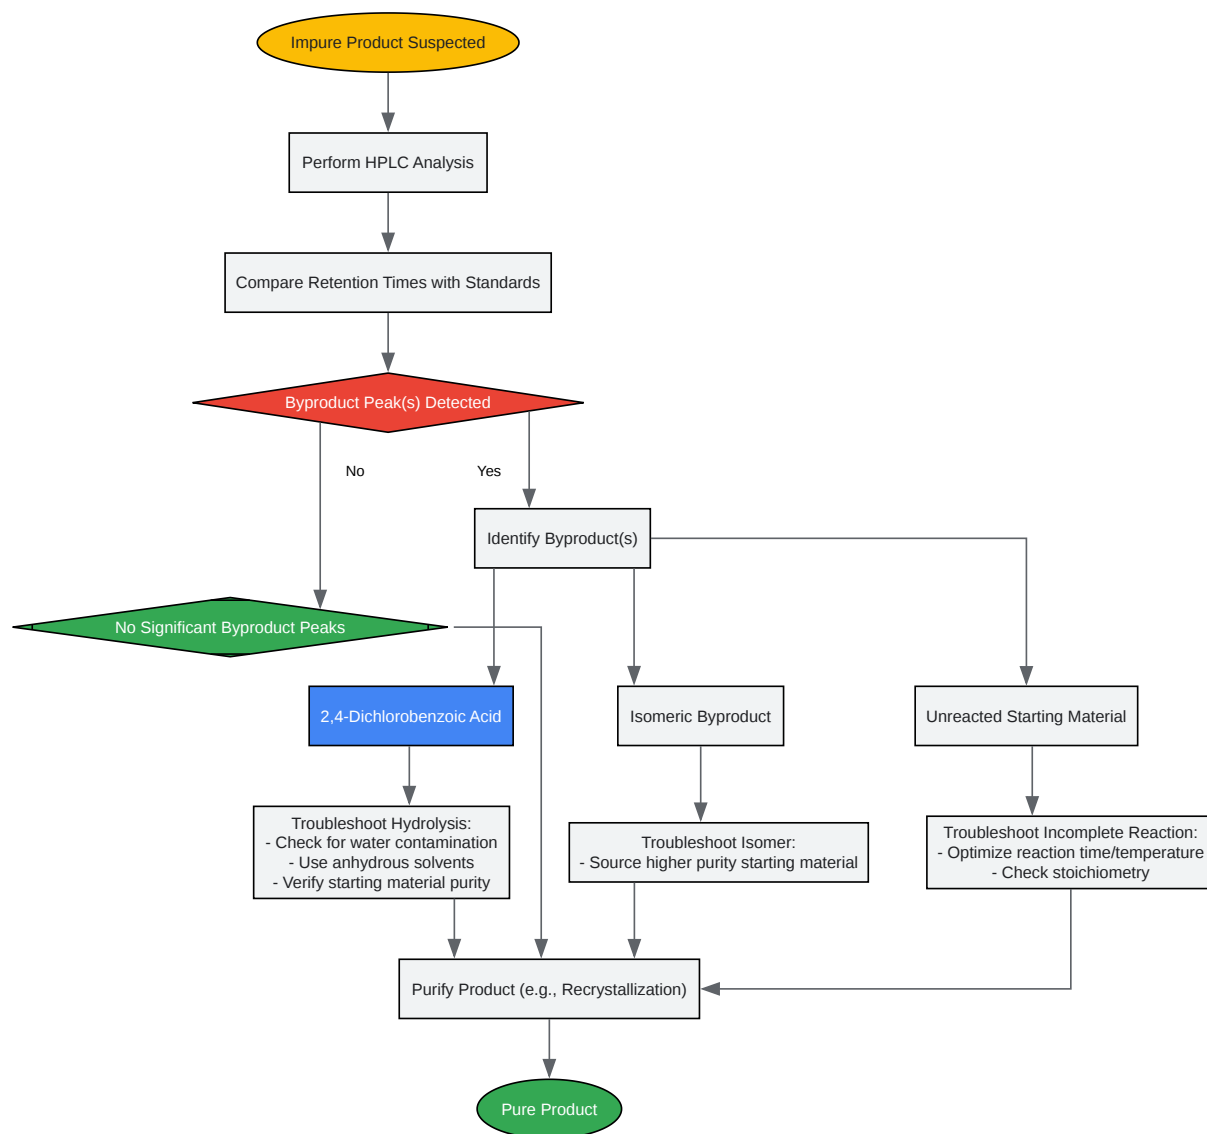 Impure Product Suspected
Perform HPLC Analysis
Compare Retention Times with Standards
Byproduct Peak(s) Detected
No
Yes
Identify Byproduct(s)
No Significant Byproduct Peaks
2,4-Dichlorobenzoic Acid
Isomeric Byproduct
Unreacted Starting Material
Troubleshoot Hydrolysis:
- Check for water contamination
- Use anhydrous solvents
- Verify starting material purity
Troubleshoot Isomer:
- Source higher purity starting material
Troubleshoot Incomplete Reaction:
- Optimize reaction time/temperature
- Check stoichiometry
Purify Product (e.g., Recrystallization)
Pure Product